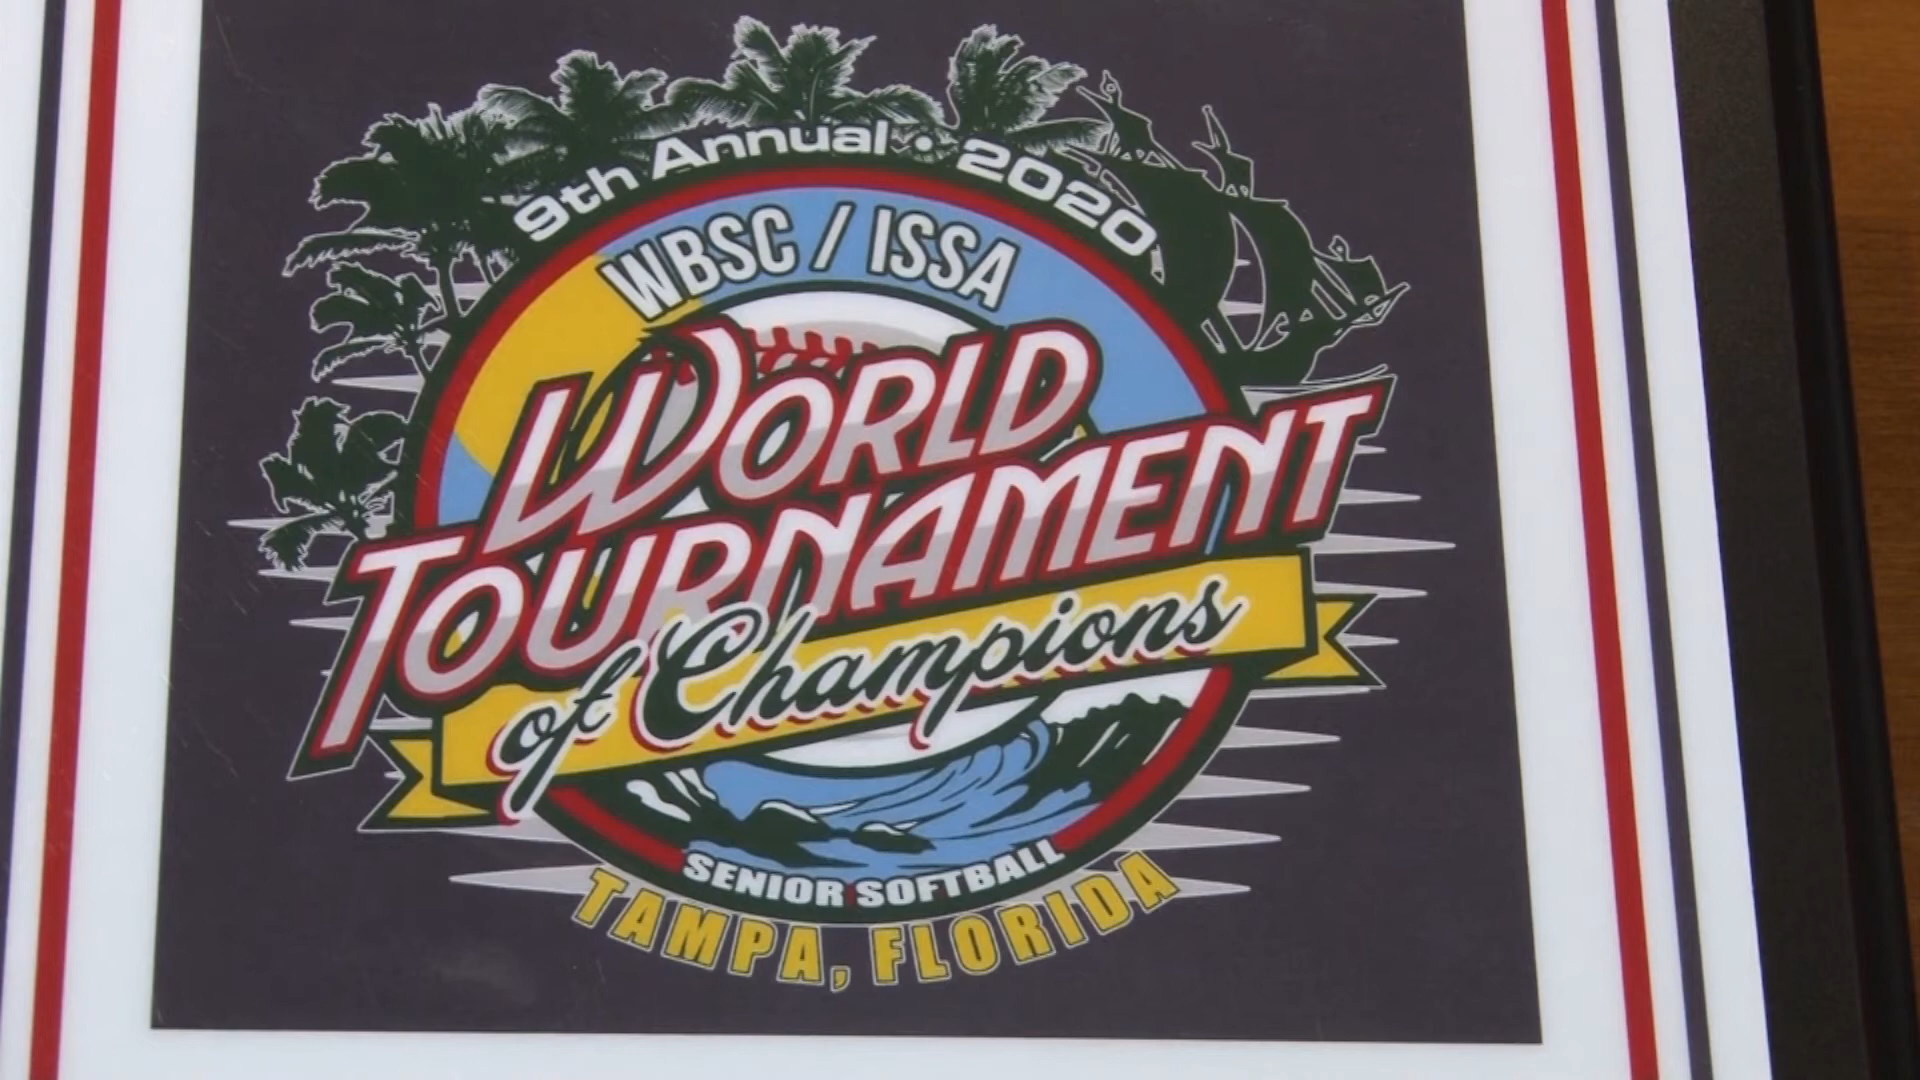 9th Annual • 2020
WBSC / ISSA
WORLD
TOURNAMENT
of Champions
SENIOR SOFTBALL
TAMPA, FLORIDA